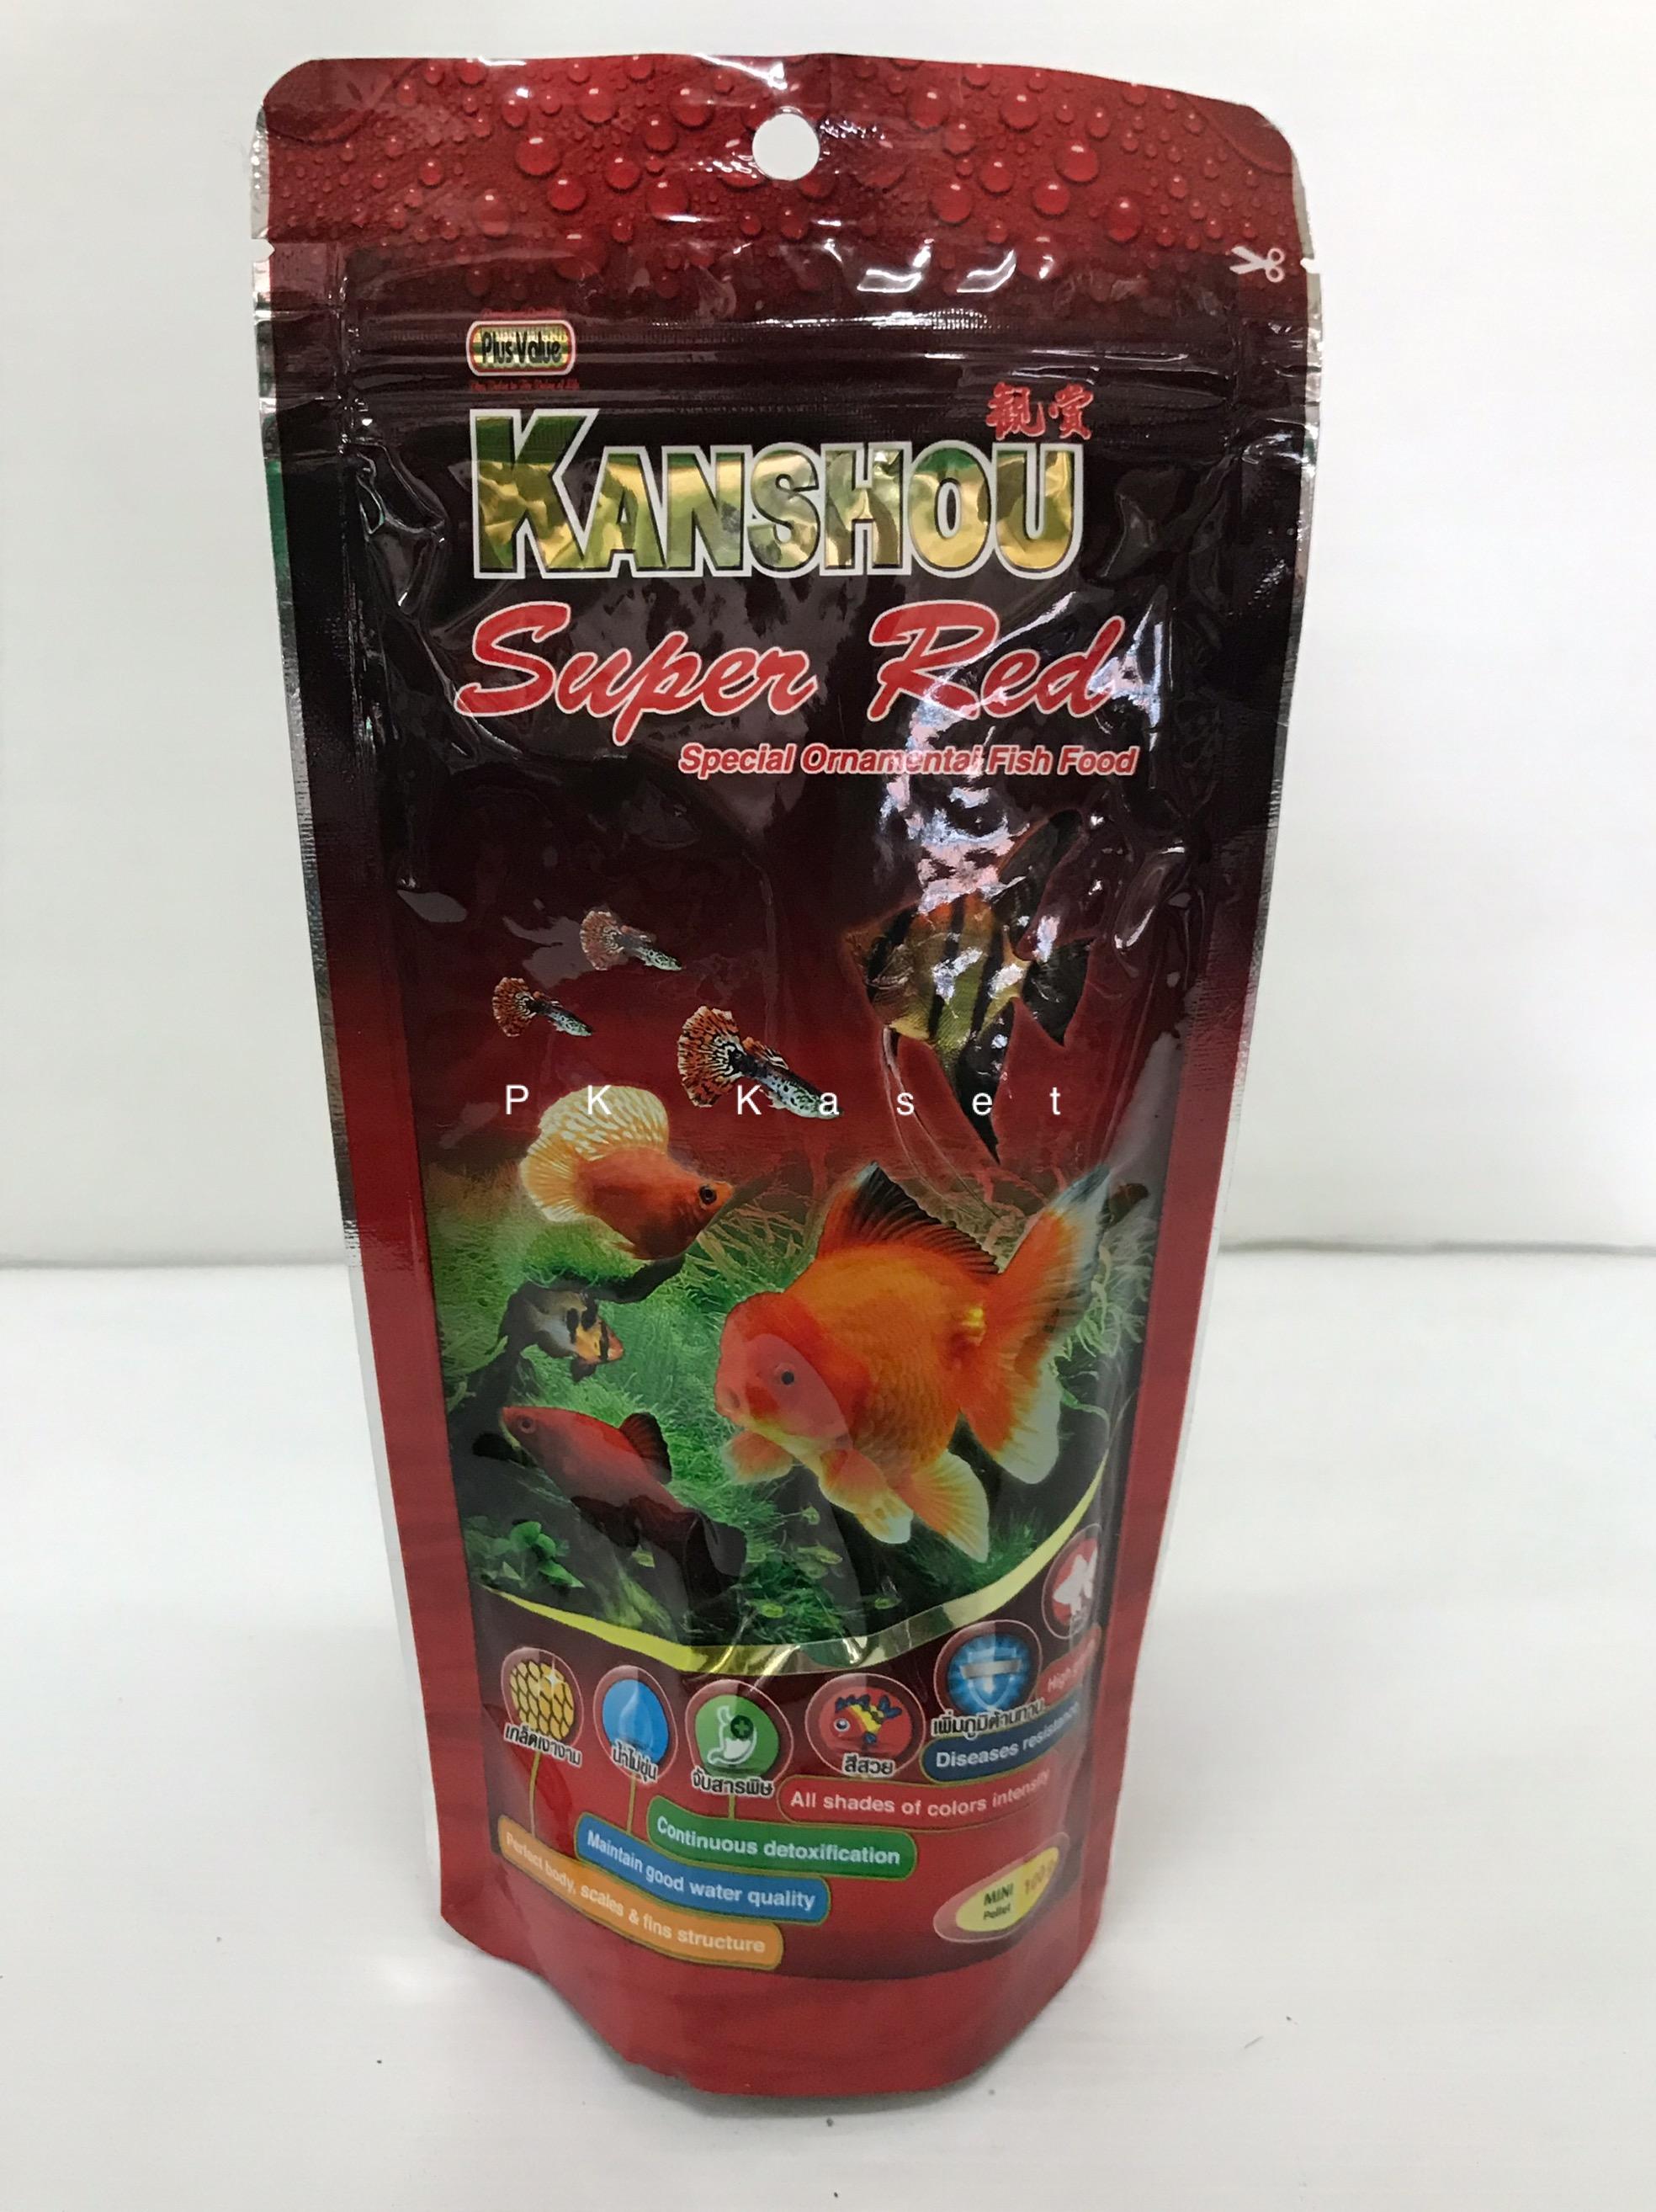 Plus Value
觀賞
KANSHOU
Super Red
Special Ornamental Fish Food
P K Kaset
เกล็ดเงางาม
น้ำไม่ขุ่น
จับสารพิษ
สีสวย
เพิ่มภูมิต้านทาน
High
Diseases resistance
All shades of colors intensity
Continuous detoxification
Maintain good water quality
Perfect body, scales & fins structure
MINI
Pellet